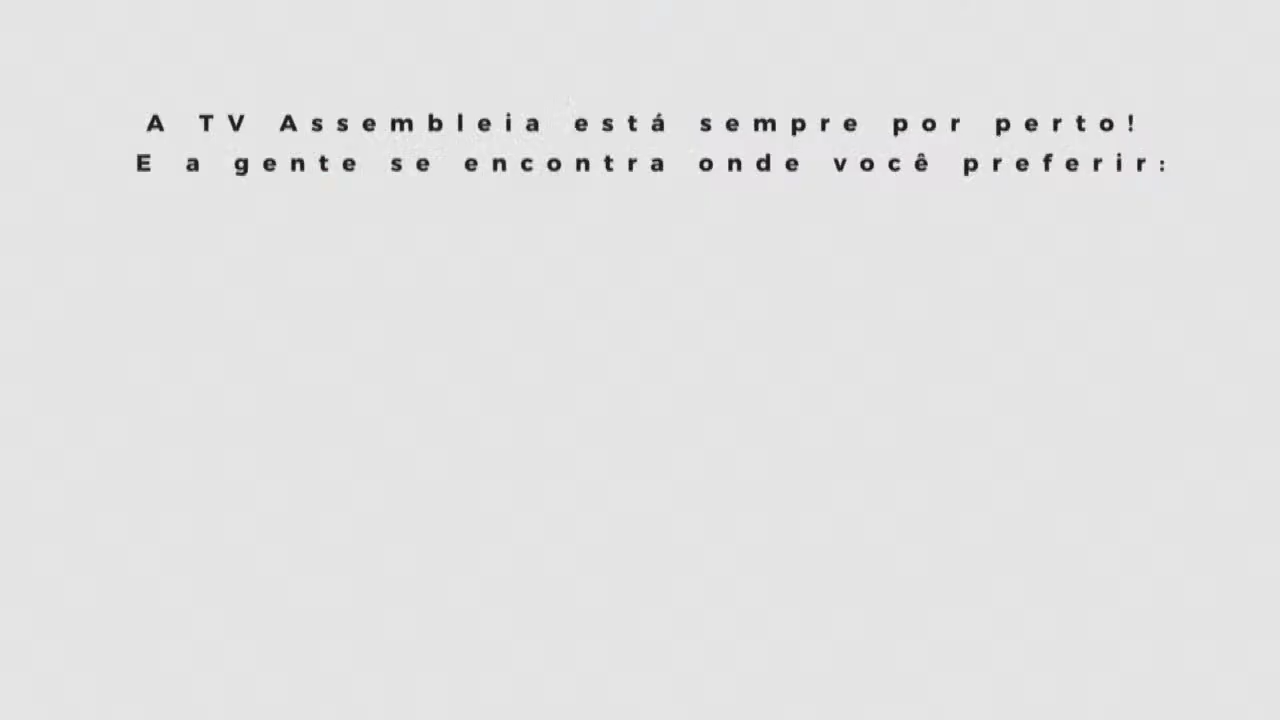 A TV Assembleia está sempre por perto!
E a gente se encontra onde você preferir: